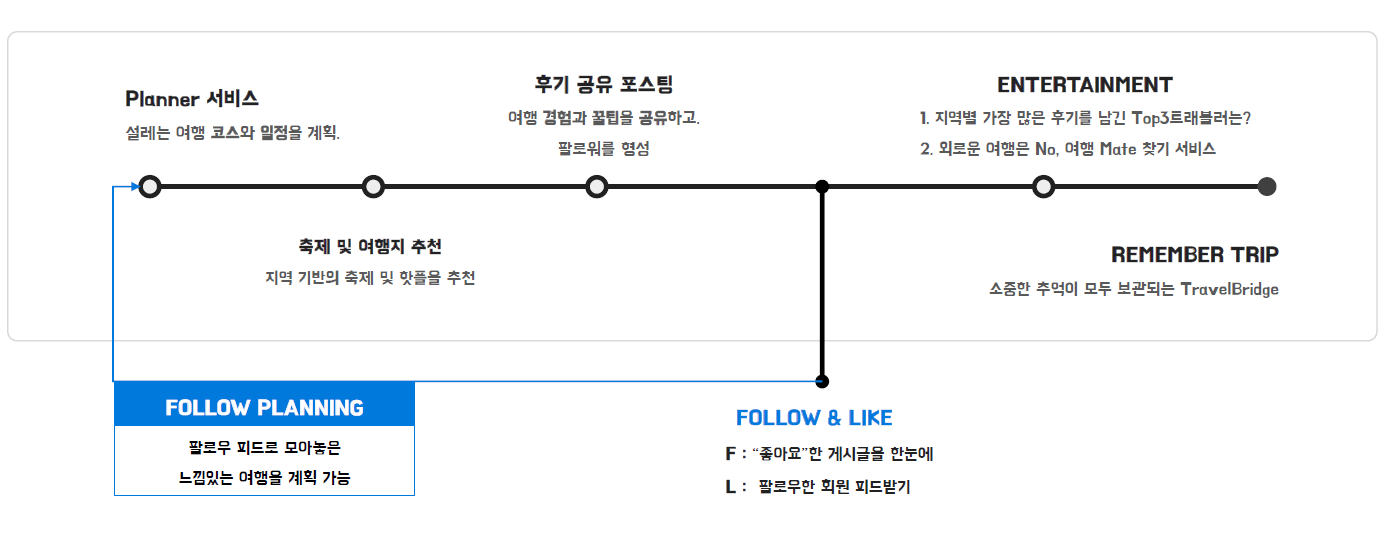 Planner 서비스
설레는 여행 코스와 일정을 계획.
후기 공유 포스팅
여행 경험과 꿀팁을 공유하고.
팔로워를 형성
ENTERTAINMENT
1. 지역별 가장 많은 후기를 남긴 Top3트래블러는?
2. 외로운 여행은 No, 여행 Mate 찾기 서비스
축제 및 여행지 추천
지역 기반의 축제 및 핫플을 추천
REMEMBER TRIP
소중한 추억이 모두 보관되는 TravelBridge
FOLLOW PLANNING
팔로우 피드로 모아놓은
느낌있는 여행을 계획 가능
FOLLOW & LIKE
F : “좋아요”한 게시글을 한눈에
L : 팔로우한 회원 피드받기